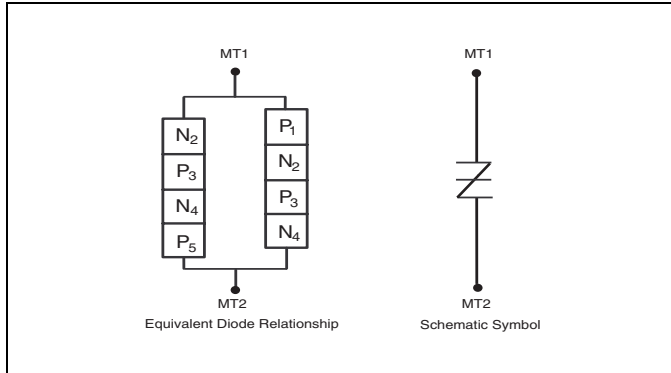 MT1
N2
P3
N4
P5
P1
N2
P3
N4
MT2
Equivalent Diode Relationship
MT1
MT2
Schematic Symbol